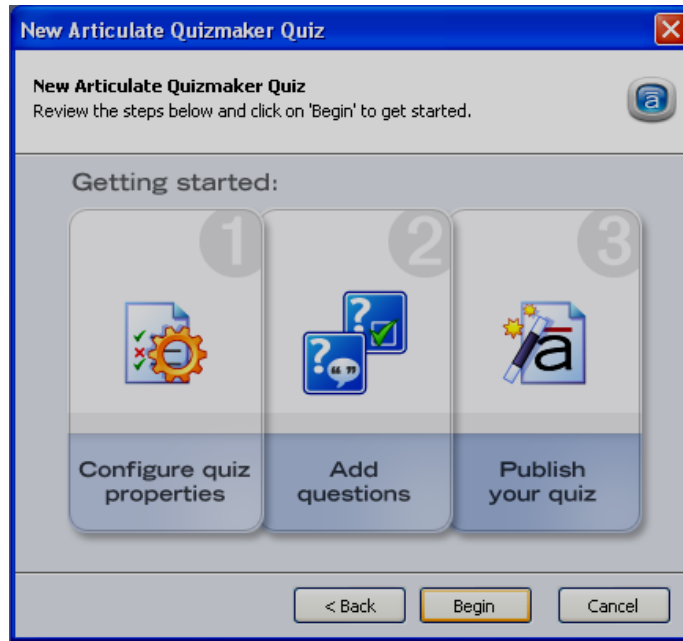 New Articulate Quizmaker Quiz
New Articulate Quizmaker Quiz
Review the steps below and click on 'Begin' to get started.
Getting started:
1
2
3
Configure quiz
properties
Add
questions
Publish
your quiz
< Back
Begin
Cancel